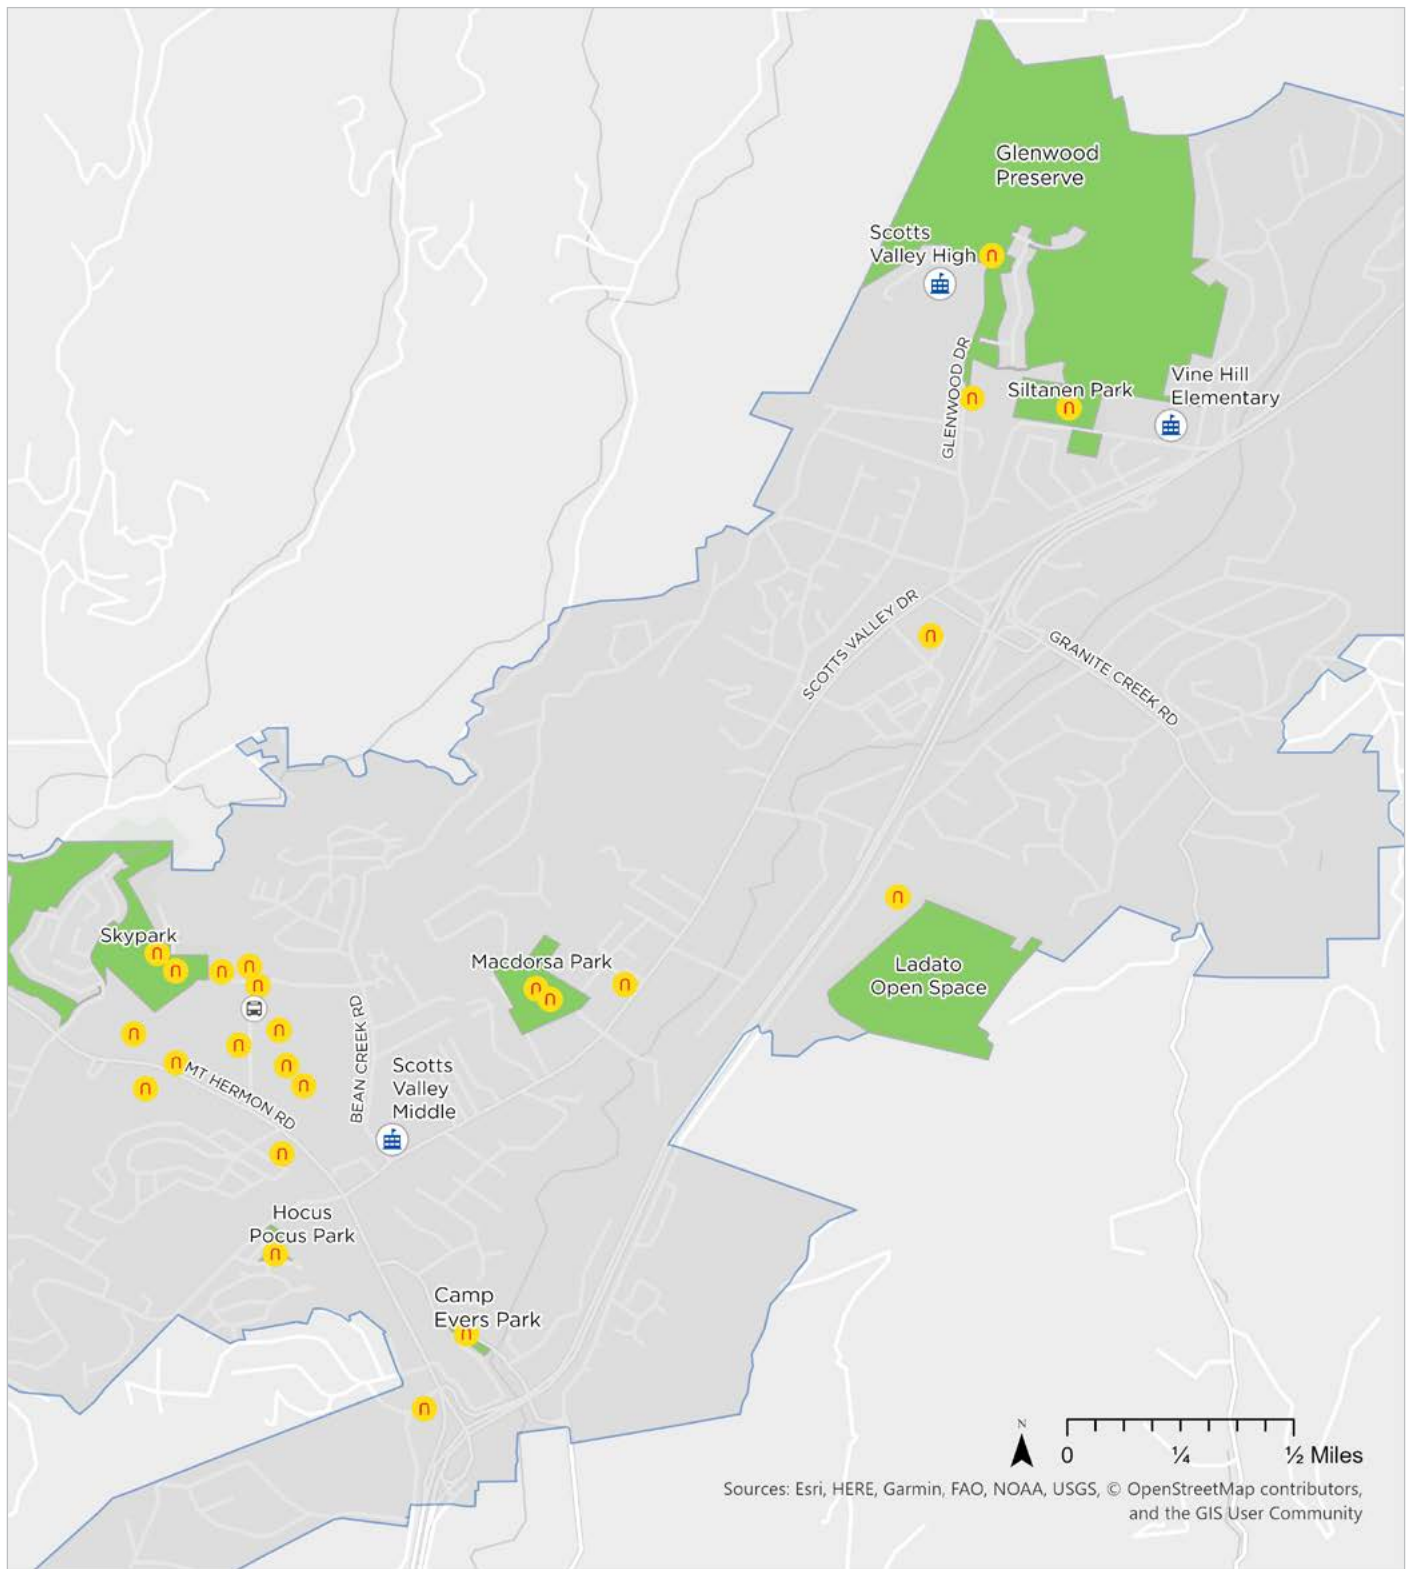 Glenwood
Preserve
Scotts
Valley High
GLENWOOD DR
Siltanen Park
Vine Hill
Elementary
SCOTTS VALLEY DR
GRANITE CREEK RD
Skypark
Macdorsa Park
Ladato
Open Space
BEAN CREEK RD
MT HERMON RD
Scotts
Valley
Middle
Hocus
Pocus Park
Camp
Evers Park
N
0 ¼ ½ Miles
Sources: Esri, HERE, Garmin, FAO, NOAA, USGS, © OpenStreetMap contributors,
and the GIS User Community